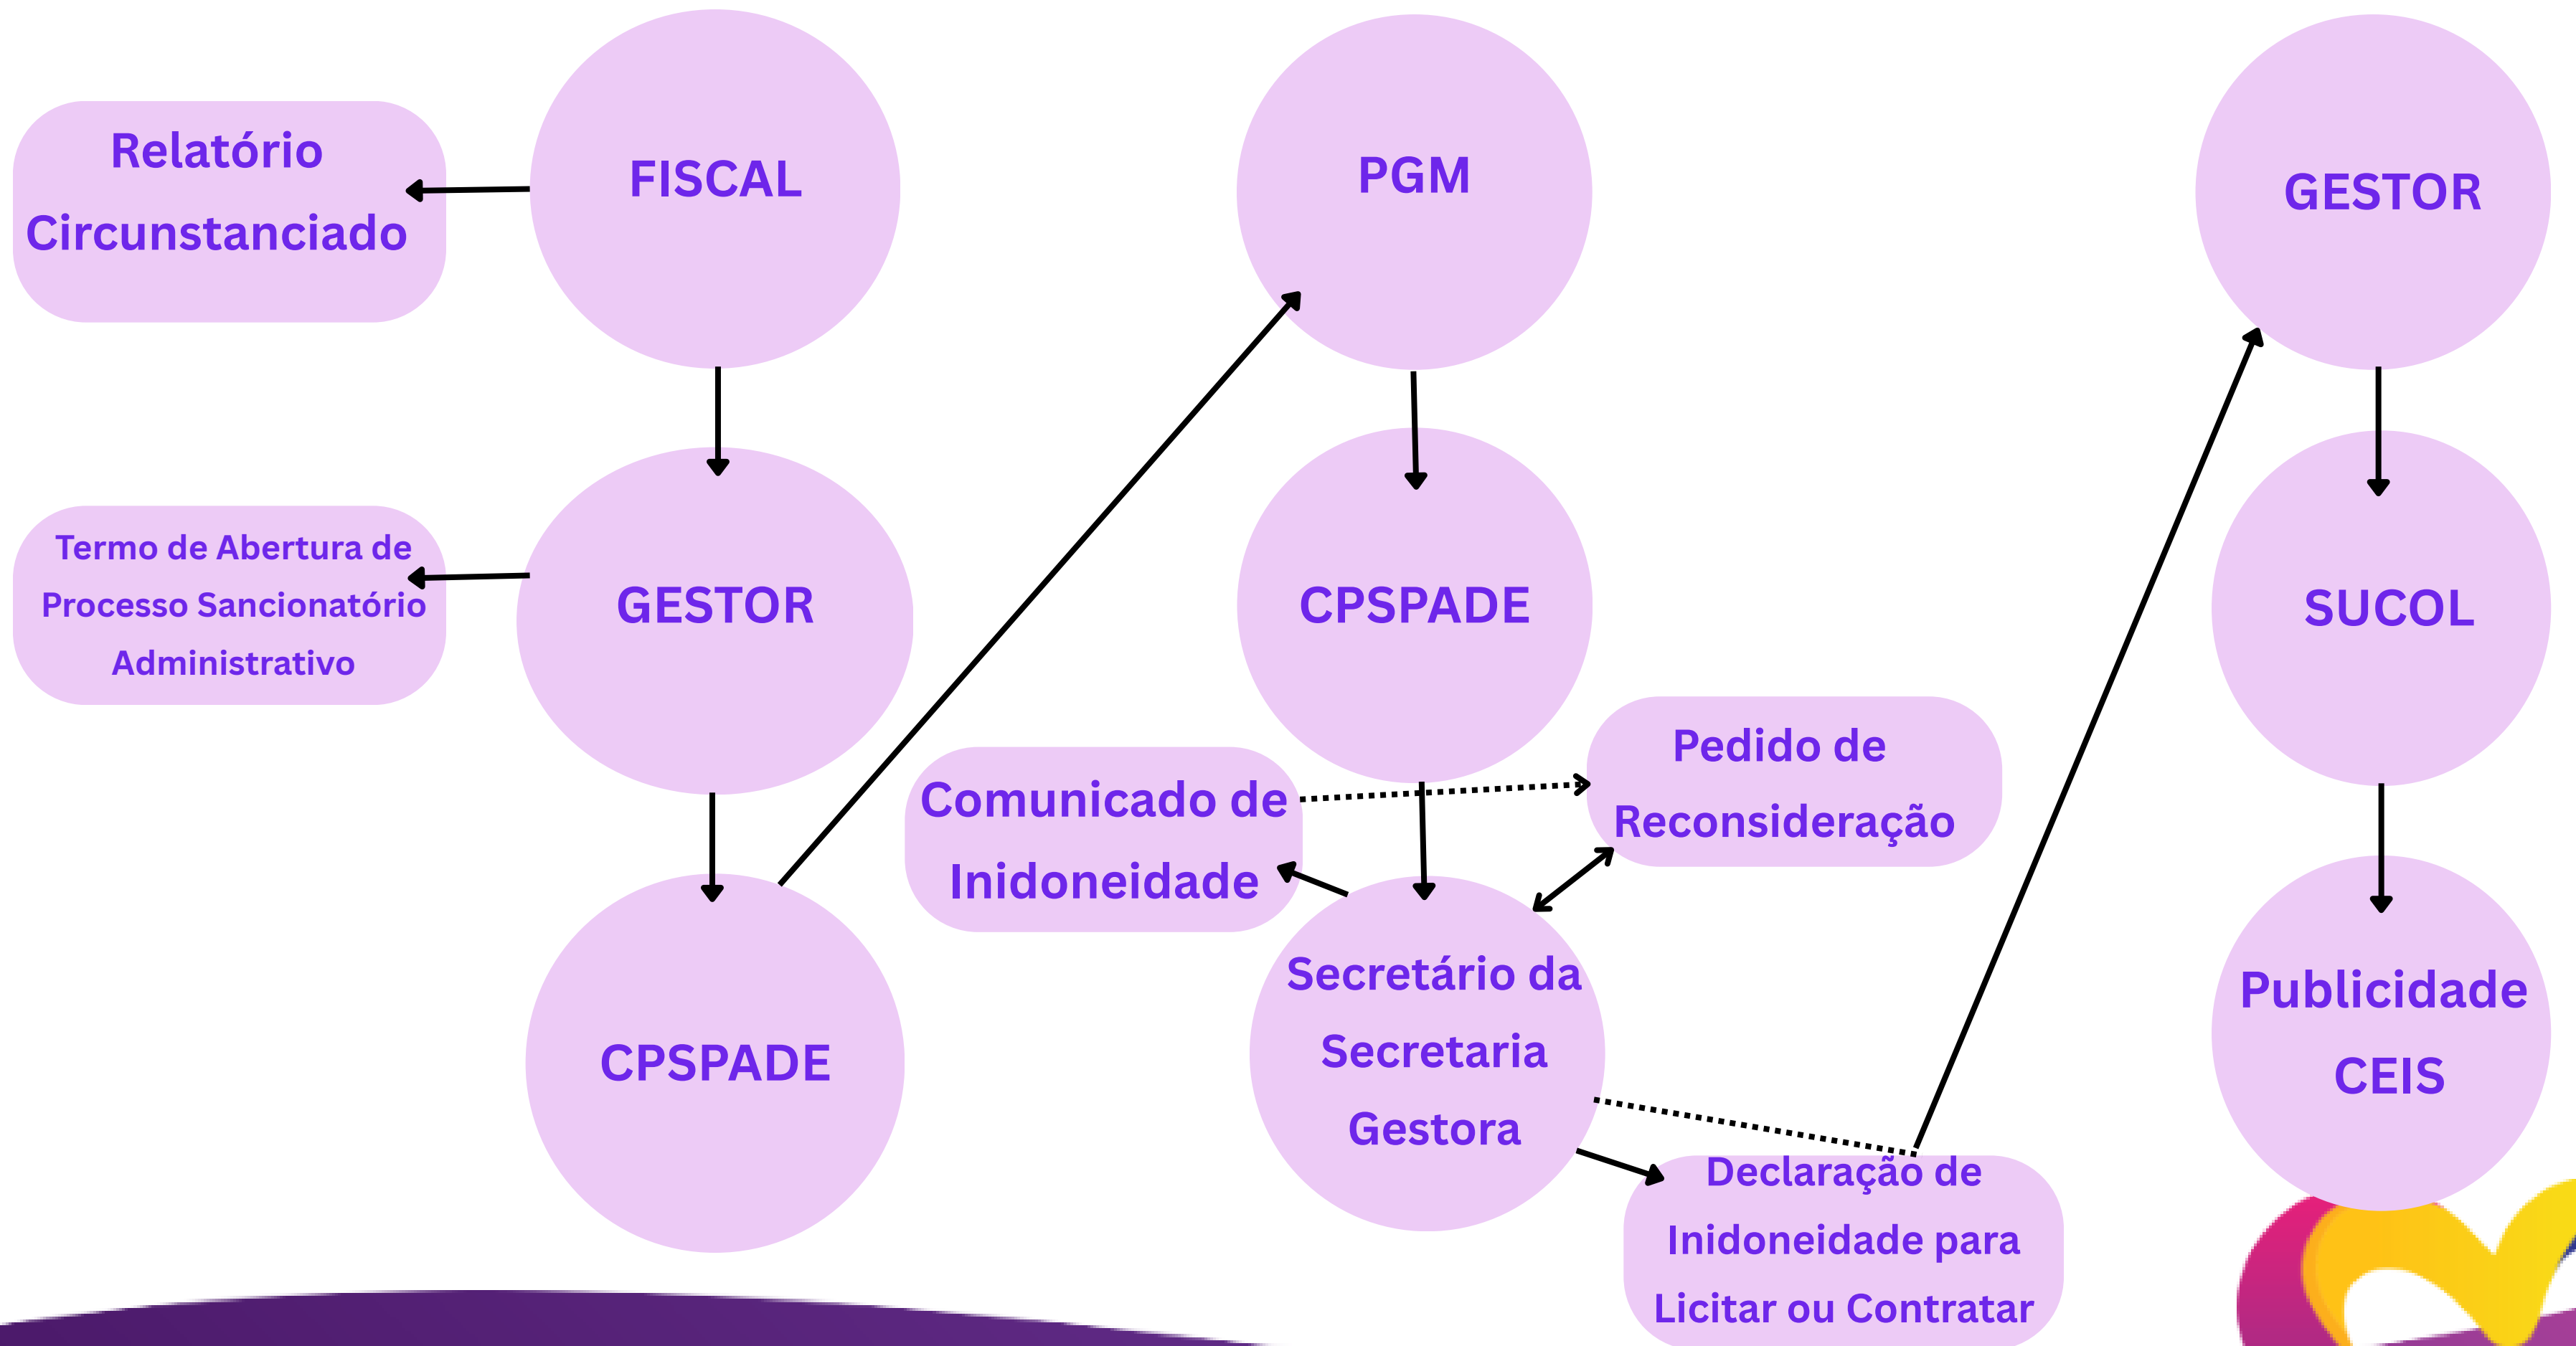 Relatório
Circunstanciado
FISCAL
Termo de Abertura de
Processo Sancionatório
Administrativo
GESTOR
CPSPADE
PGM
CPSPADE
Comunicado de
Inidoneidade
Pedido de
Reconsideração
Secretário da
Secretaria
Gestora
Declaração de
Inidoneidade para
Licitar ou Contratar
GESTOR
SUCOL
Publicidade
CEIS